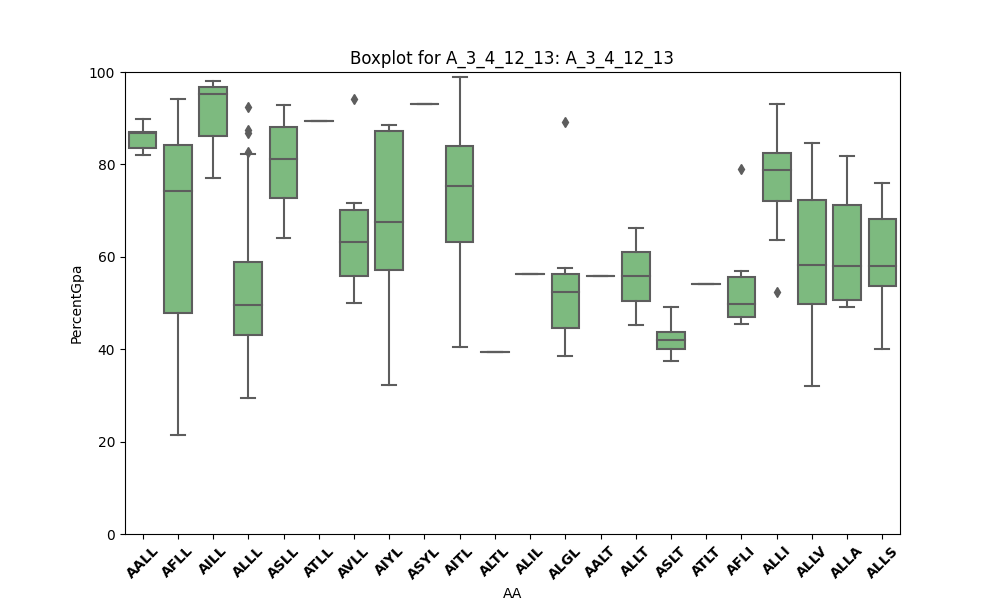 Boxplot for A_3_4_12_13: A_3_4_12_13
100
80
60
40
20
0
PercentGpa
AALL AFLL AILL ALLL ASLL ATLL AVLL AIYL ASYL AITL ALTL ALIL ALGL AALT ALLT ASLT ATLT AFLI ALLI ALLV ALLA ALLS
AA